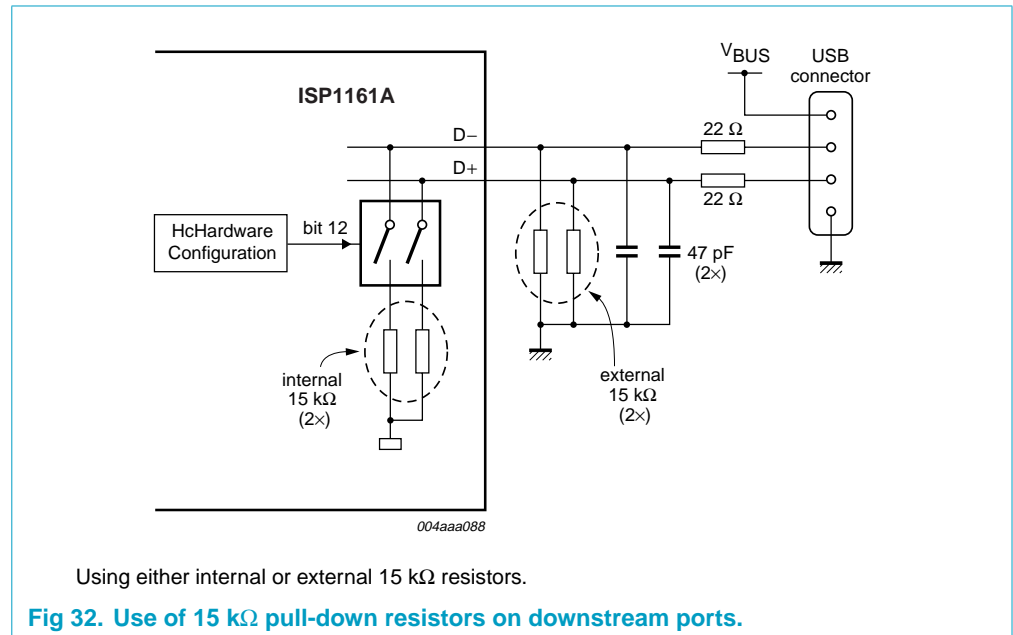 ISP1161A
VBUS
USB
connector
D−
D+
22 Ω
22 Ω
HcHardware
Configuration
bit 12
47 pF
(2×)
internal
15 kΩ
(2×)
external
15 kΩ
(2×)
004aaa088
Using either internal or external 15 kΩ resistors.
Fig 32. Use of 15 kΩ pull-down resistors on downstream ports.